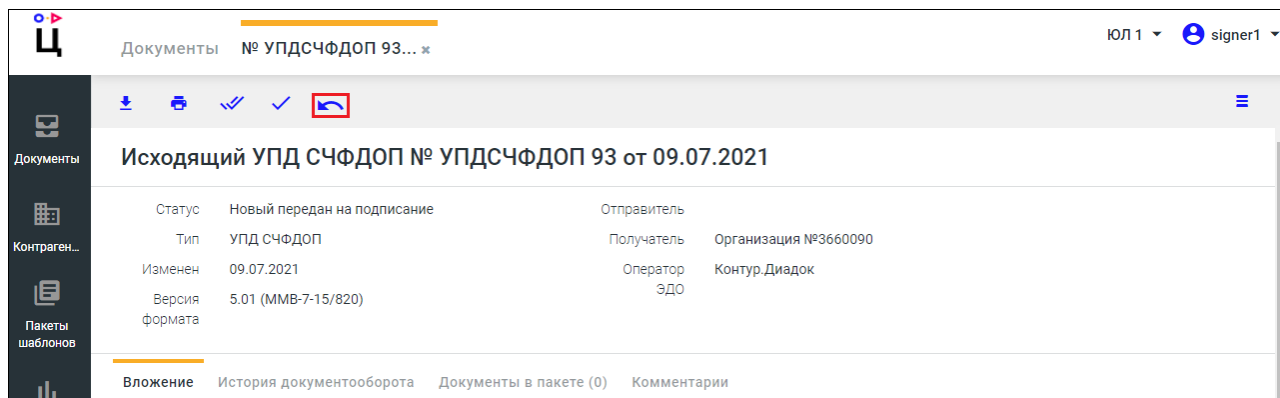 Ц
Документы
№ УПДСЧФДОП 93...
ЮЛ 1
signer1
Документы
Контраген...
Пакеты
шаблонов
Исходящий УПД СЧФДОП № УПДСЧФДОП 93 от 09.07.2021
Статус Новый передан на подписание
Отправитель
Тип УПД СЧФДОП
Получатель Организация №3660090
Изменен 09.07.2021
Оператор Контур.Диадок
ЭДО
Версия 5.01 (ММВ-7-15/820)
формата
Вложение История документооборота Документы в пакете (0) Комментарии